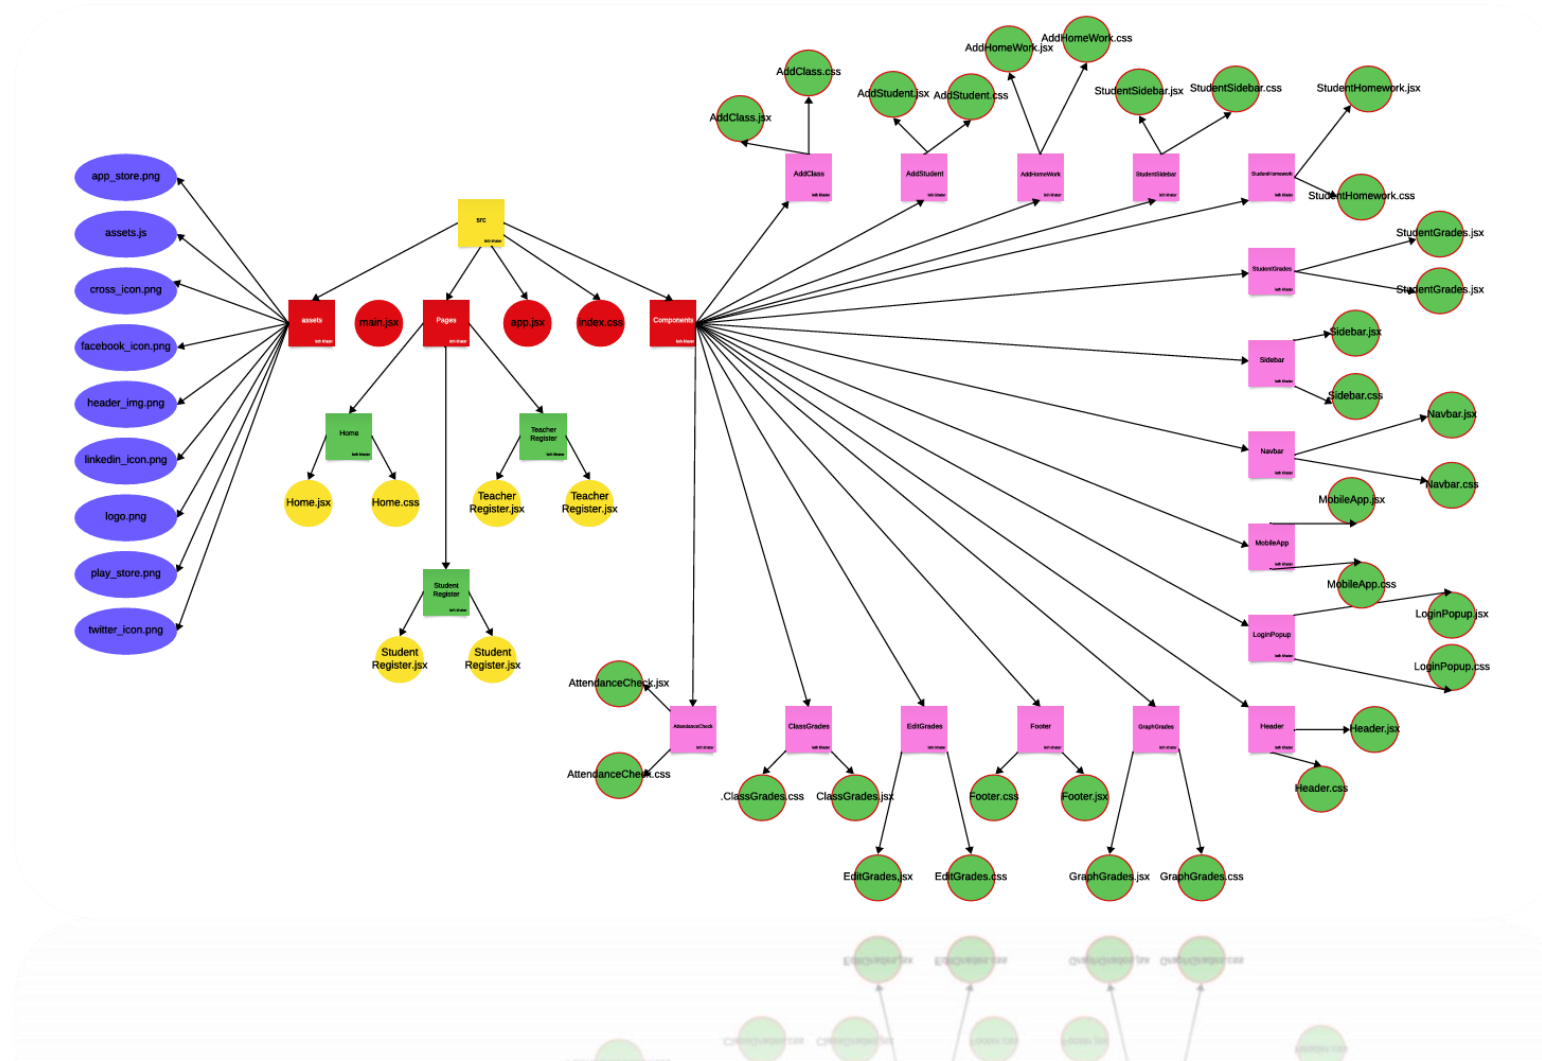 AddHomeWork.css
AddHomeWork.jsx
AddClass.css
AddStudent.jsx
AddStudent.css
StudentSidebar.jsx
StudentSidebar.css
StudentHomework.jsx
AddClass.jsx
app_store.png
AddClass
AddStudent
AddHomeWork
StudentSidebar
StudentHomework
StudentHomework.css
src
assets.js
StudentGrades.jsx
StudentGrades
cross_icon.png
StudentGrades.jsx
assets
main.jsx
Pages
app.jsx
index.css
Components
Sidebar.jsx
facebook_icon.png
Sidebar
Sidebar.css
header_img.png
Navbar.jsx
Home
Teacher
Register
Navbar
linkedin_icon.png
Navbar.css
Home.jsx
Home.css
Teacher
Register.jsx
Teacher
Register.jsx
MobileApp.jsx
logo.png
MobileApp
play_store.png
MobileApp.css
Student
Register
LoginPopup.jsx
twitter_icon.png
LoginPopup
Student
Register.jsx
Student
Register.jsx
LoginPopup.css
AttendanceCheck.jsx
AttendanceCheck
ClassGrades
EditGrades
Footer
GraphGrades
Header
Header.jsx
AttendanceCheck.css
.ClassGrades.css
ClassGrades.jsx
Footer.css
Footer.jsx
Header.css
EditGrades,jsx
EditGrades.css
GraphGrades.jsx
GraphGrades.css